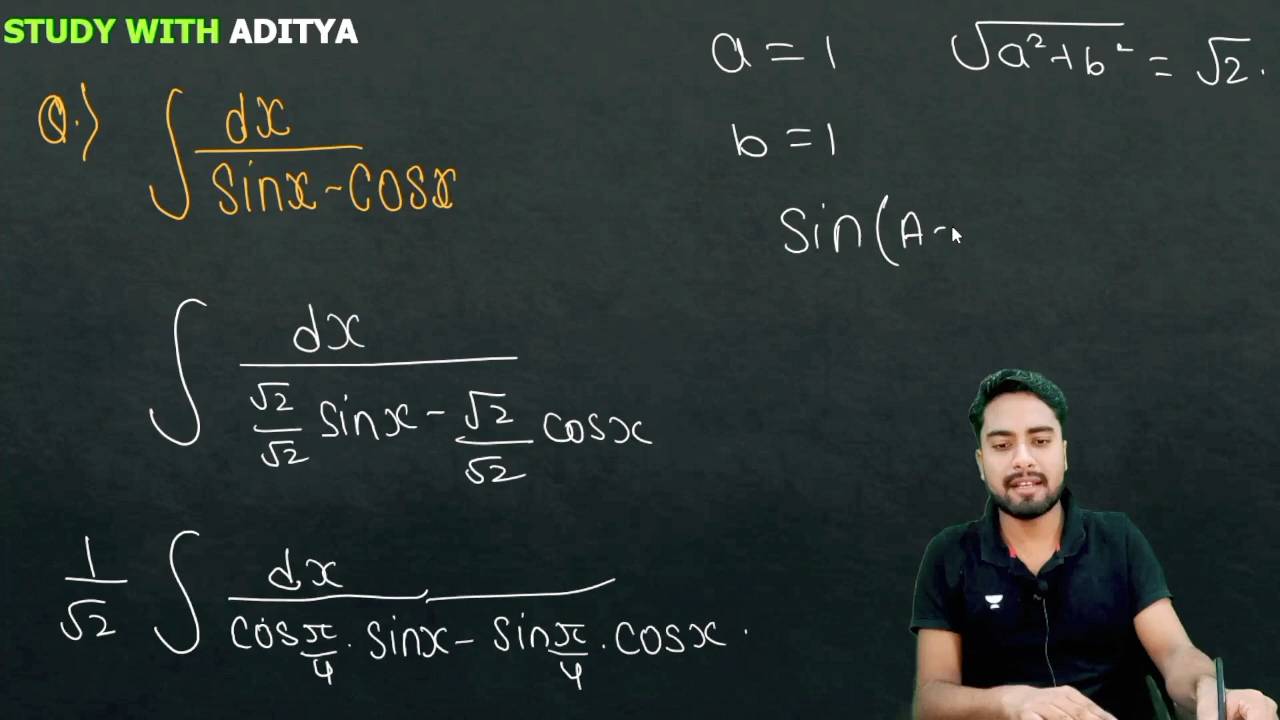 STUDY WITH ADITYA
a = 1
√(a²+b²) = √2.
b = 1
Q.) ∫ dx / (sinx - cosx)
Sin(A-
∫ dx / (√2/√2 sinx - √2/√2 cosx)
1/√2 ∫ dx / (cos π/4 · sinx - sin π/4 · cosx) .